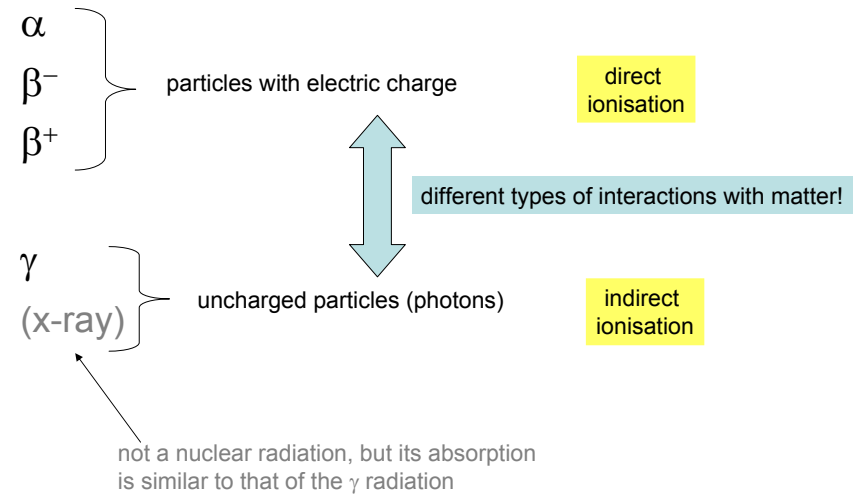 α
β⁻
β⁺
particles with electric charge
direct
ionisation
different types of interactions with matter!
γ
(x-ray)
uncharged particles (photons)
indirect
ionisation
not a nuclear radiation, but its absorption
is similar to that of the γ radiation